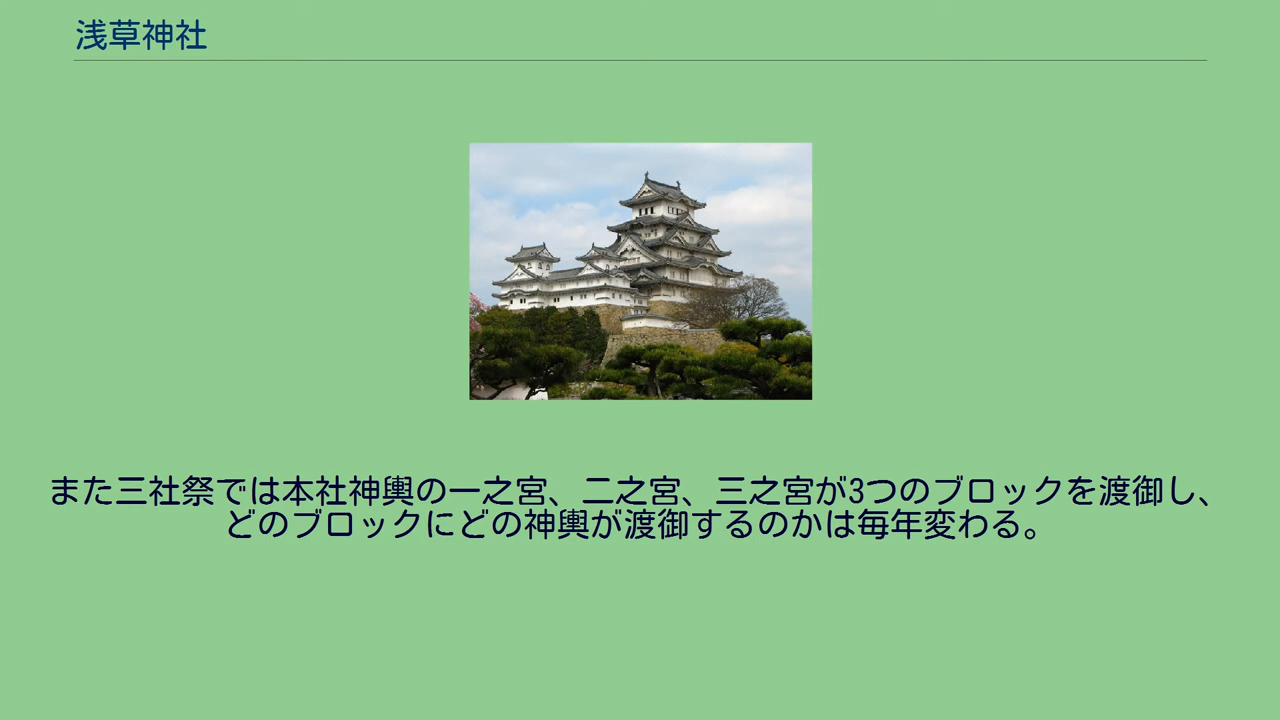 浅草神社
また三社祭では本社神輿の一之宮、二之宮、三之宮が3つのブロックを渡御し、
どのブロックにどの神輿が渡御するのかは毎年変わる。